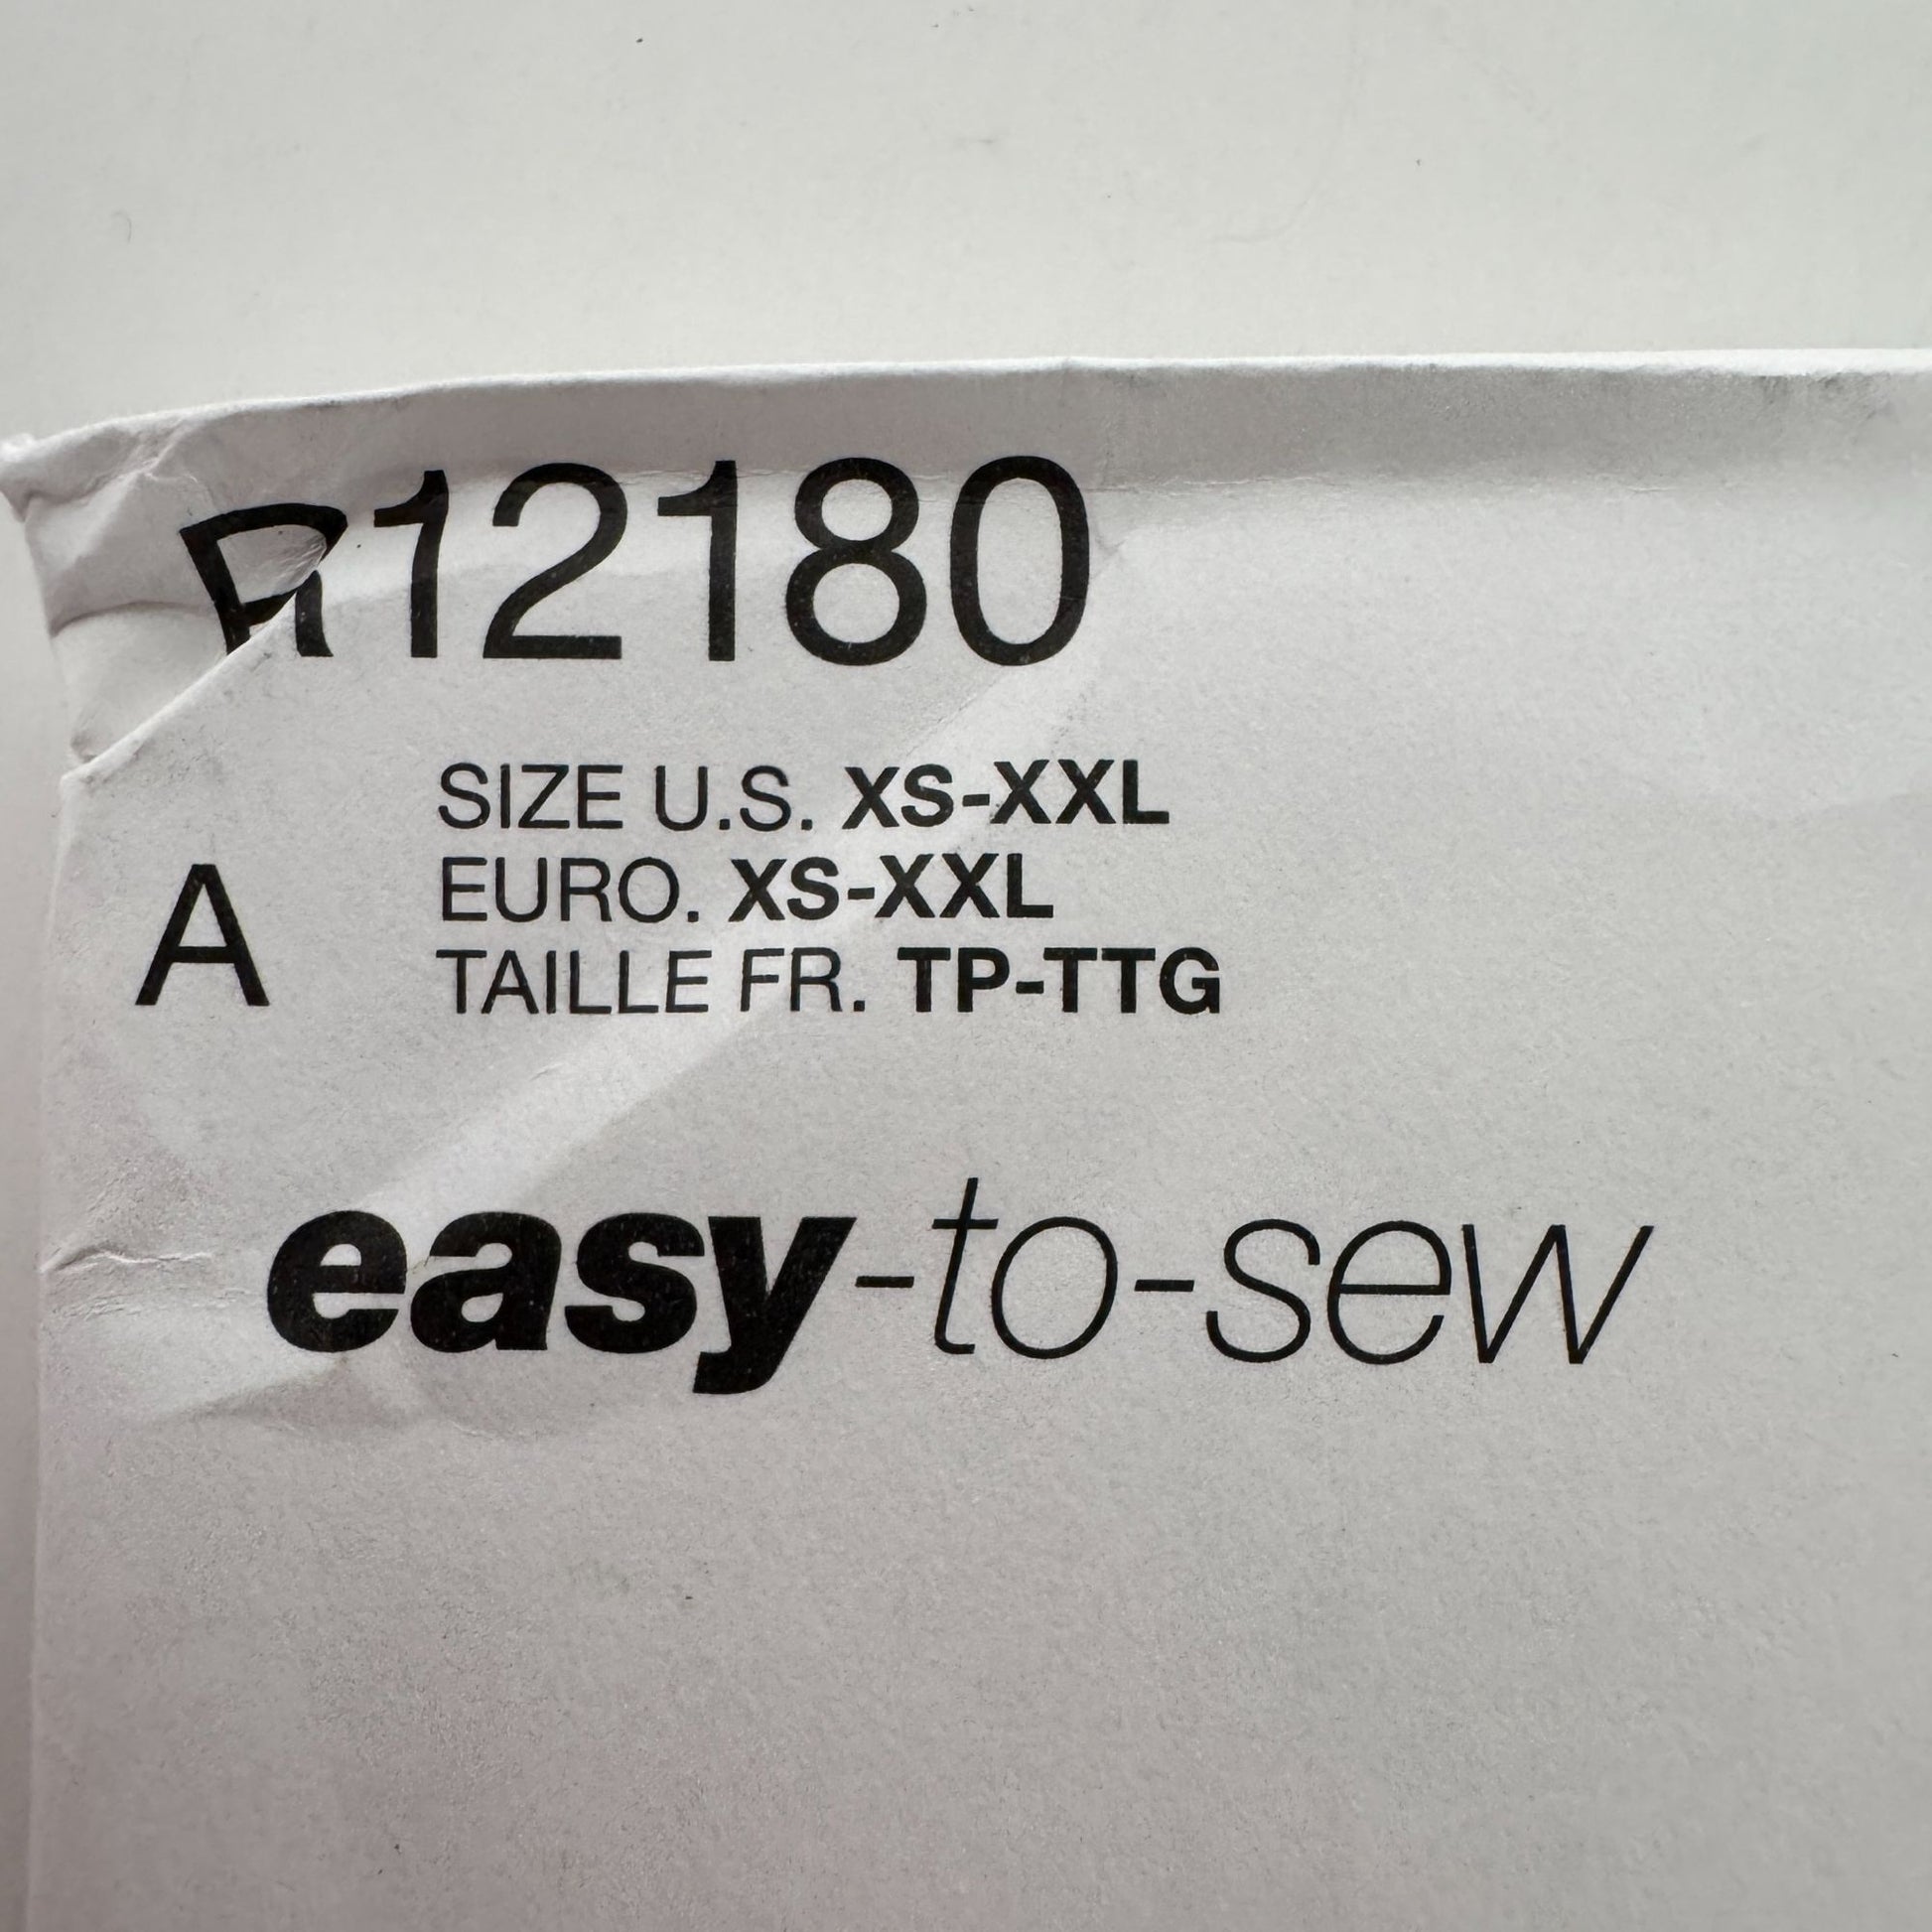 R12180
SIZE U.S. XS-XXL
EURO. XS-XXL
A
TAILLE FR. TP-TTG
easy-to-sew